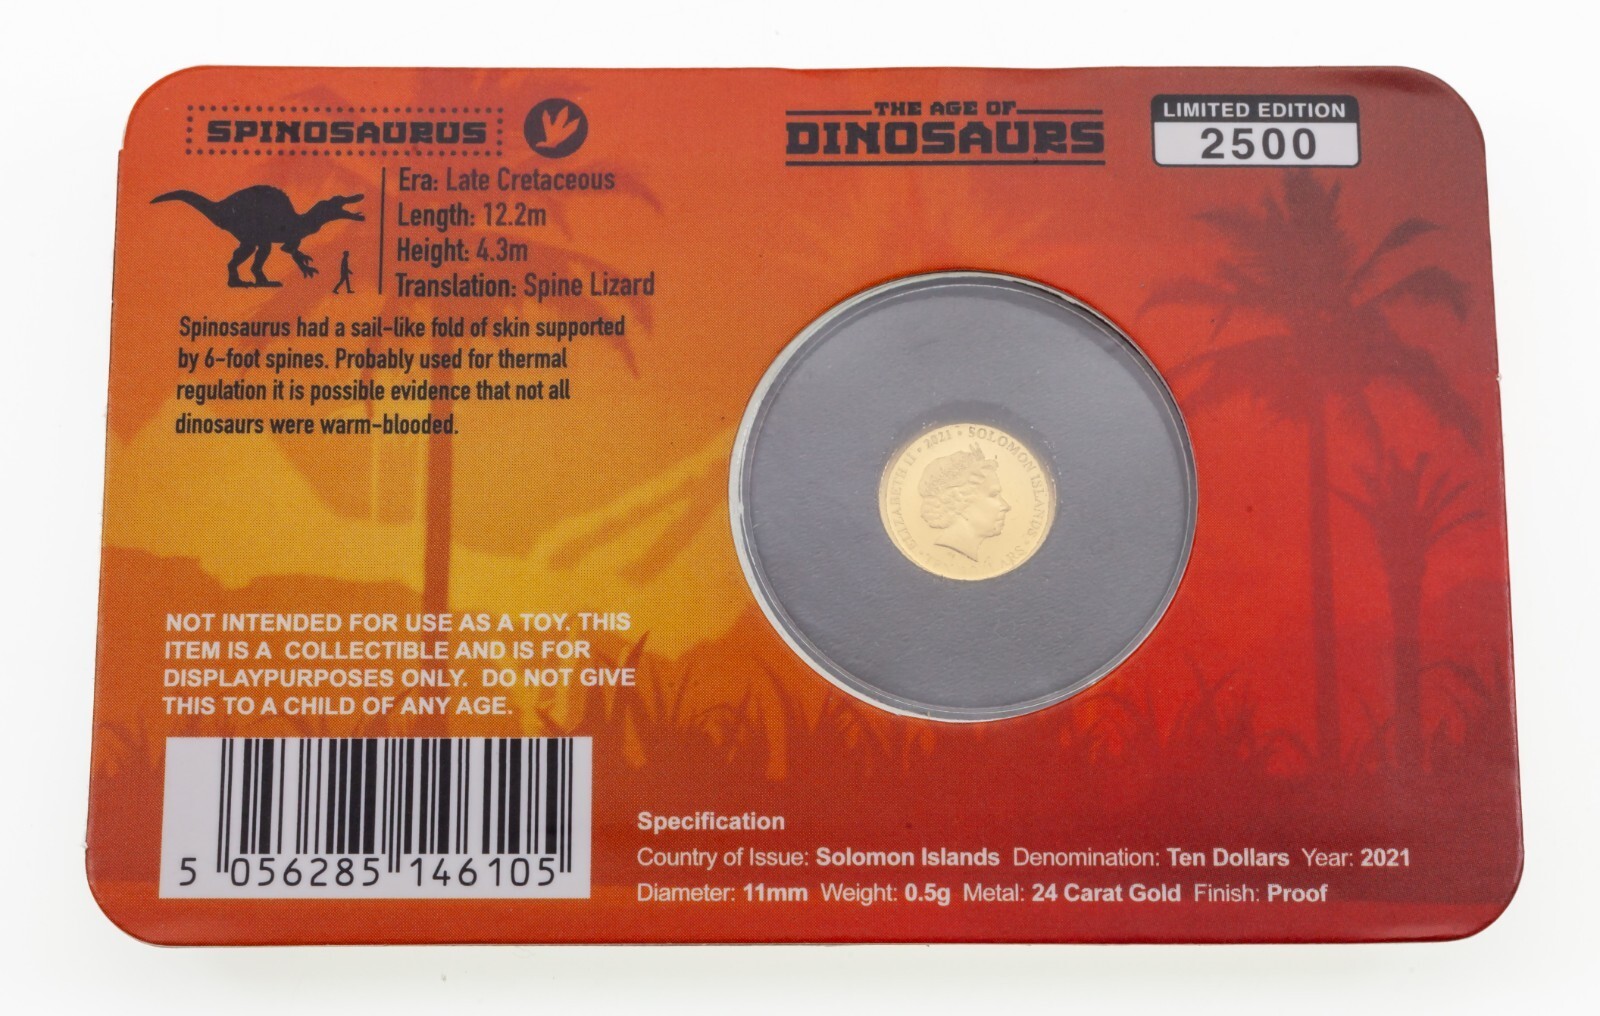 SPINOSAURUS
Era: Late Cretaceous
Length: 12.2m
Height: 4.3m
Translation: Spine Lizard
Spinosaurus had a sail-like fold of skin supported
by 6-foot spines. Probably used for thermal
regulation it is possible evidence that not all
dinosaurs were warm-blooded.
THE AGE OF
DINOSAURS
LIMITED EDITION
2500
ELIZABETH II • 2021 • SOLOMON ISLANDS
NOT INTENDED FOR USE AS A TOY. THIS
ITEM IS A  COLLECTIBLE AND IS FOR
DISPLAYPURPOSES ONLY.  DO NOT GIVE
THIS TO A CHILD OF ANY AGE.
5 056285 146105
Specification
Country of Issue: Solomon Islands  Denomination: Ten Dollars  Year: 2021
Diameter: 11mm  Weight: 0.5g  Metal: 24 Carat Gold  Finish: Proof